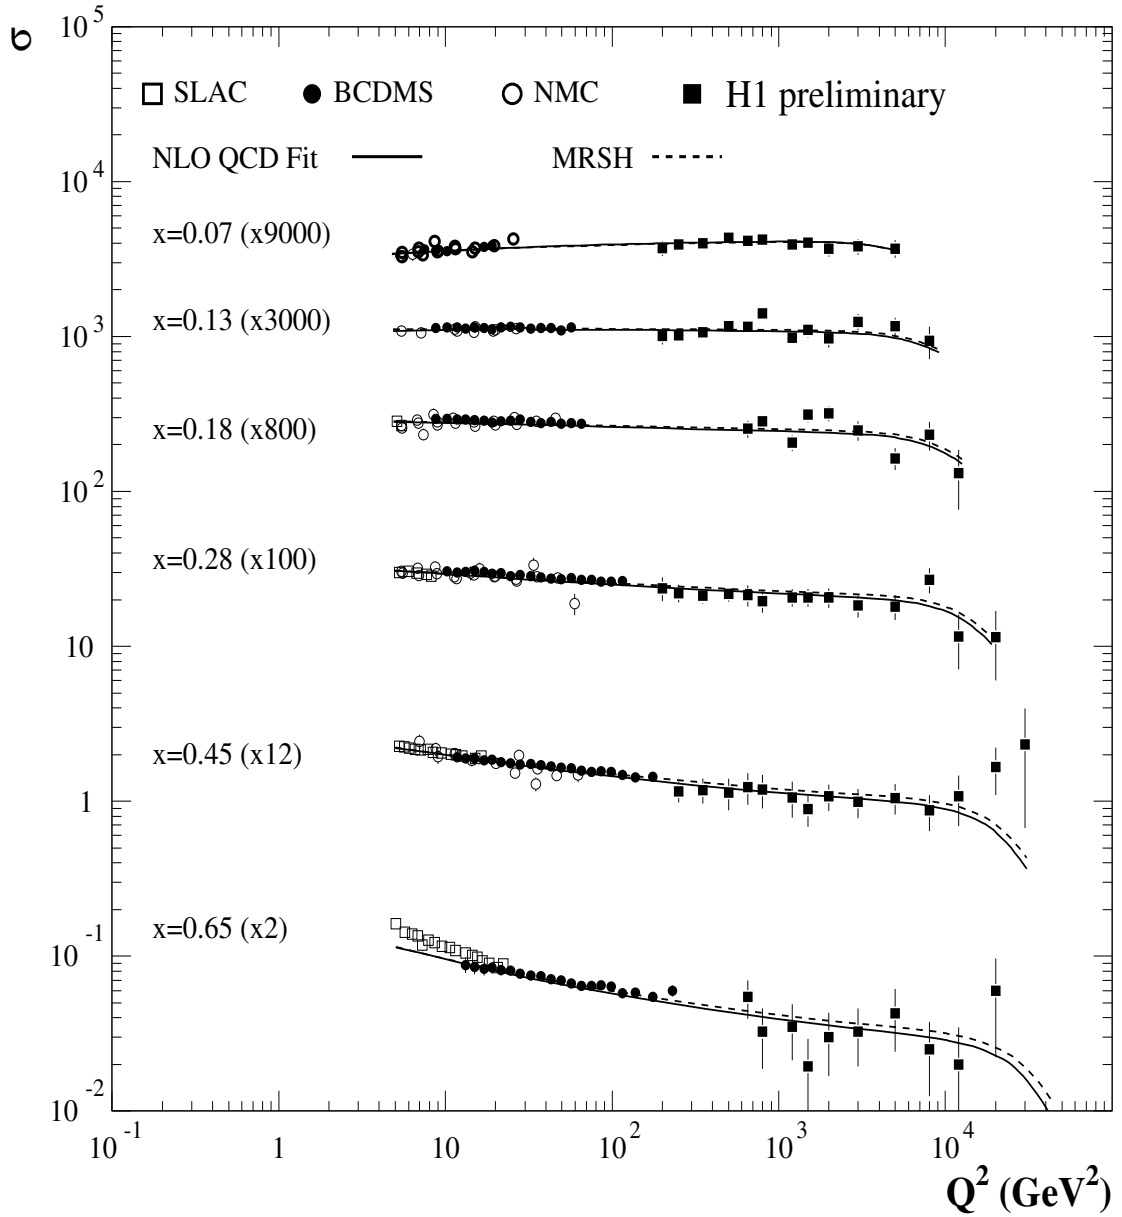 σ
10^5
SLAC BCDMS NMC H1 preliminary
NLO QCD Fit MRSH
10^4
x=0.07 (x9000)
x=0.13 (x3000)
10^3
x=0.18 (x800)
10^2
x=0.28 (x100)
10
x=0.45 (x12)
1
x=0.65 (x2)
10^-1
10^-2
10^-1 1 10 10^2 10^3 10^4
Q^2 (GeV^2)